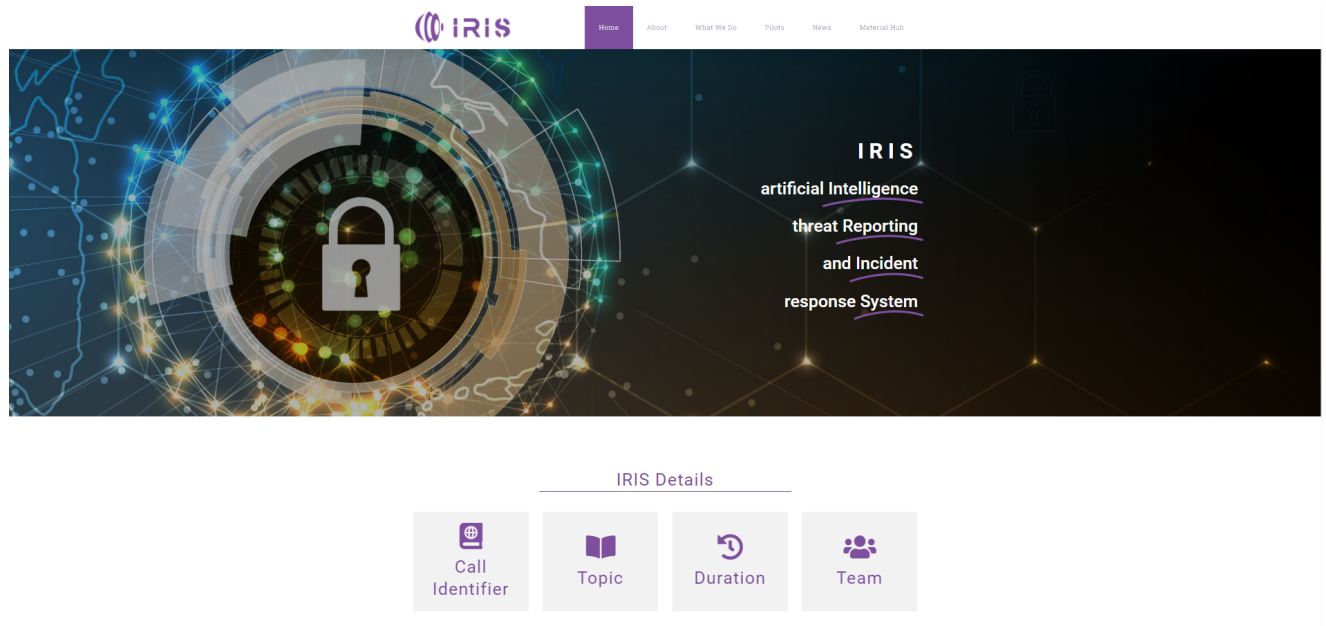 IRIS
Home About What We Do Pilots News Material Hub
IRIS
artificial Intelligence
threat Reporting
and Incident
response System
IRIS Details
Call
Identifier
Topic
Duration
Team